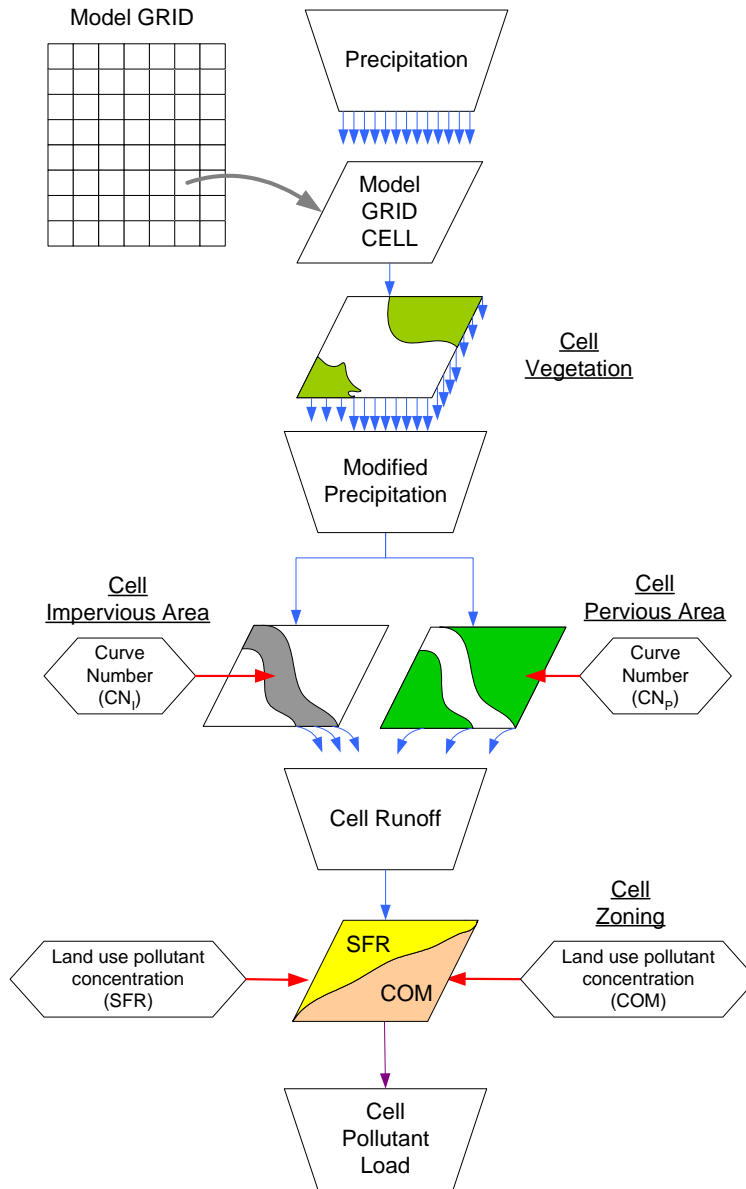 Model GRID
Precipitation
Model
GRID
CELL
Cell
Vegetation
Modified
Precipitation
Cell
Impervious Area
Cell
Pervious Area
Curve
Number
(CN_I)
Curve
Number
(CN_P)
Cell Runoff
Cell
Zoning
Land use pollutant
concentration
(SFR)
SFR
COM
Land use pollutant
concentration
(COM)
Cell
Pollutant
Load